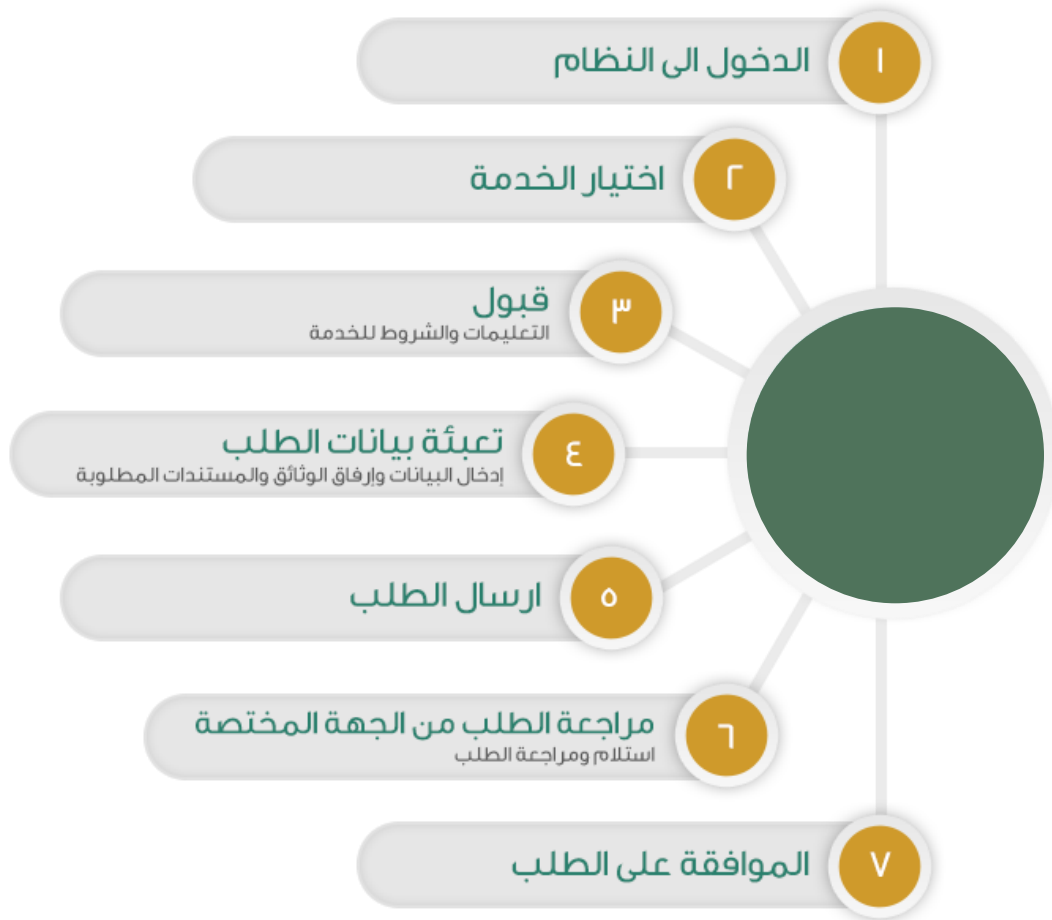 ١
الدخول الى النظام
٢
اختيار الخدمة
٣
قبول
التعليمات والشروط للخدمة
٤
تعبئة بيانات الطلب
إدخال البيانات وإرفاق الوثائق والمستندات المطلوبة
٥
ارسال الطلب
٦
مراجعة الطلب من الجهة المختصة
استلام ومراجعة الطلب
٧
الموافقة على الطلب